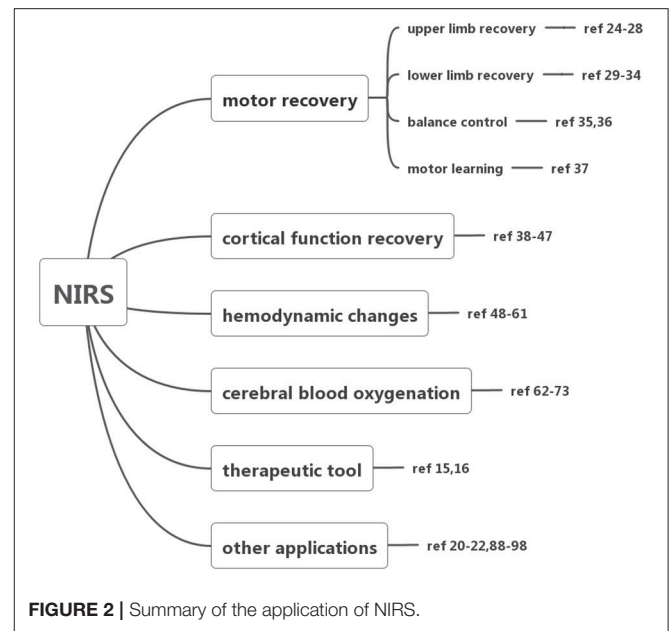 upper limb recovery ref 24-28
lower limb recovery ref 29-34
motor recovery
balance control ref 35,36
motor learning ref 37
cortical function recovery ref 38-47
NIRS
hemodynamic changes ref 48-61
cerebral blood oxygenation ref 62-73
therapeutic tool ref 15,16
other applications ref 20-22,88-98
FIGURE 2 | Summary of the application of NIRS.